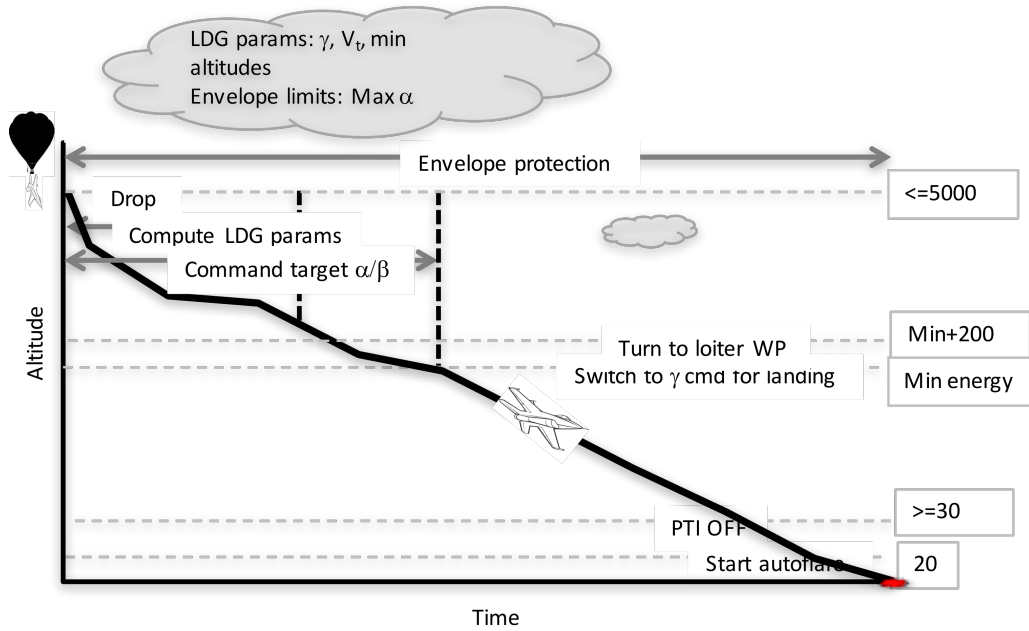 LDG params: γ, Vt, min
altitudes
Envelope limits: Max α
Envelope protection
<=5000
Drop
Compute LDG params
Command target α/β
Altitude
Min+200
Turn to loiter WP
Switch to γ cmd for landing
Min energy
>=30
PTI OFF
Start autoflare
20
Time